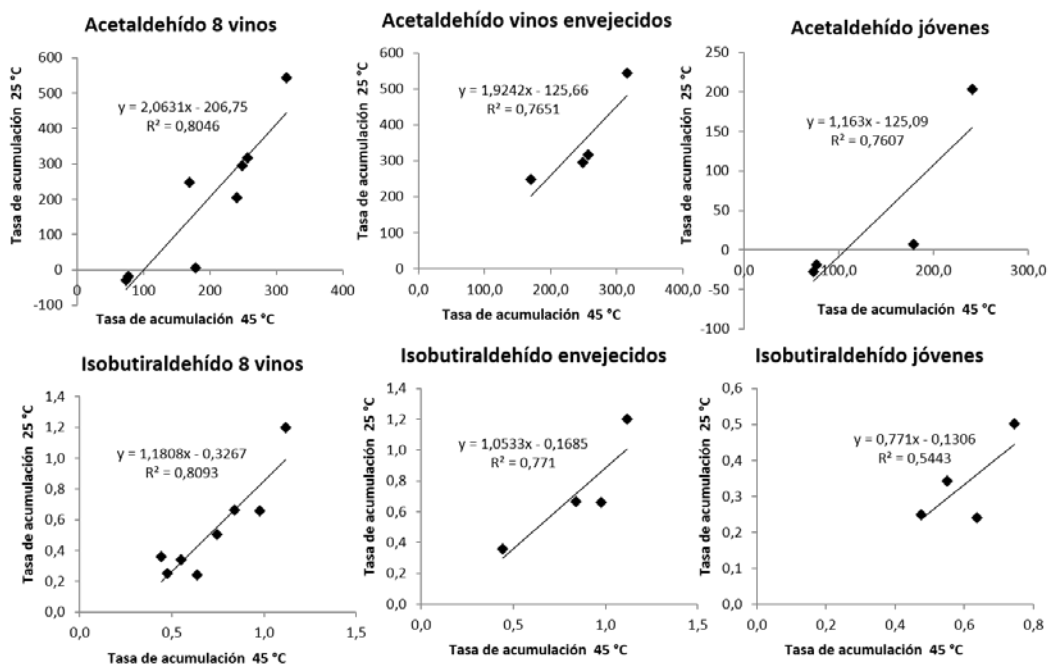 Acetaldehído 8 vinos
Tasa de acumulación 25 °C
600
500
400
300
200
100
0
-100
y = 2,0631x - 206,75
R² = 0,8046
0
100
200
300
400
Tasa de acumulación 45 °C
Acetaldehído vinos envejecidos
Tasa de acumulación 25 °C
600
500
400
300
200
100
0
y = 1,9242x - 125,66
R² = 0,7651
0,0
100,0
200,0
300,0
400,0
Tasa de acumulación 45 °C
Acetaldehído jóvenes
Tasa de acumulación 25 °C
250
200
150
100
50
0
-50
-100
y = 1,163x - 125,09
R² = 0,7607
0,0
100,0
200,0
300,0
Tasa de acumulación 45 °C
Isobutiraldehído 8 vinos
Tasa de acumulación 25 °C
1,4
1,2
1,0
0,8
0,6
0,4
0,2
0,0
y = 1,1808x - 0,3267
R² = 0,8093
0,0
0,5
1,0
1,5
Tasa de acumulación 45 °C
Isobutiraldehído envejecidos
Tasa de acumulación 25 °C
1,4
1,2
1,0
0,8
0,6
0,4
0,2
0,0
y = 1,0533x - 0,1685
R² = 0,771
0,0
0,5
1,0
1,5
Tasa de acumulación 45 °C
Isobutiraldehído jóvenes
Tasa de acumulación 25 °C
0,6
0,5
0,4
0,3
0,2
0,1
0,0
y = 0,771x - 0,1306
R² = 0,5443
0,0
0,2
0,4
0,6
0,8
Tasa de acumulación 45 °C